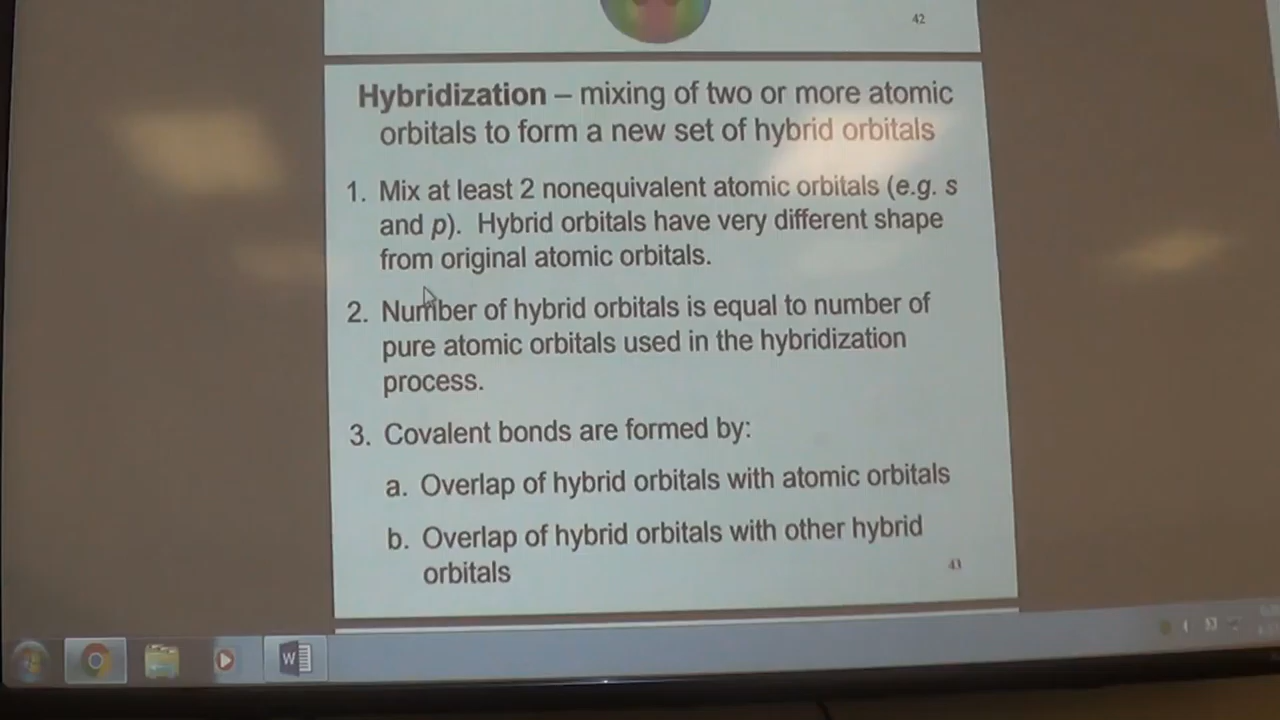 42
Hybridization – mixing of two or more atomic
orbitals to form a new set of hybrid orbitals
1. Mix at least 2 nonequivalent atomic orbitals (e.g. s
and p). Hybrid orbitals have very different shape
from original atomic orbitals.
2. Number of hybrid orbitals is equal to number of
pure atomic orbitals used in the hybridization
process.
3. Covalent bonds are formed by:
a. Overlap of hybrid orbitals with atomic orbitals
b. Overlap of hybrid orbitals with other hybrid
orbitals
43
W